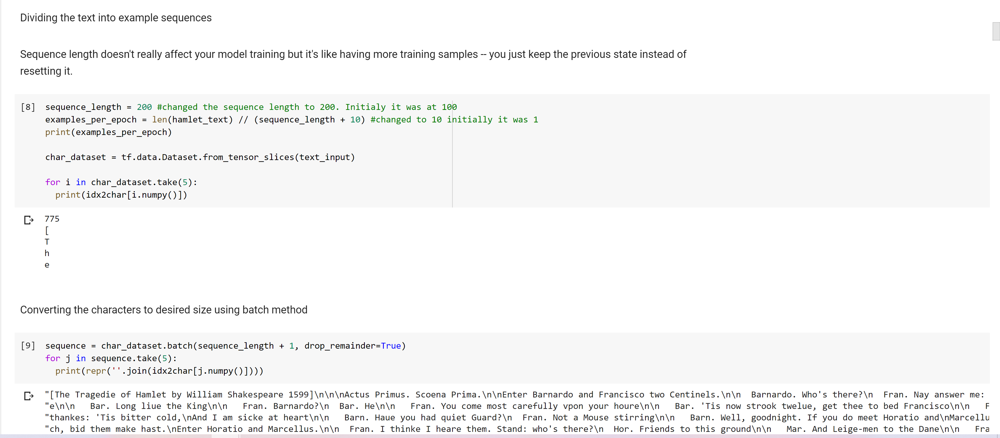 Dividing the text into example sequences
Sequence length doesn't really affect your model training but it's like having more training samples -- you just keep the previous state instead of
resetting it.
[8] sequence_length = 200 #changed the sequence length to 200. Initialy it was at 100
examples_per_epoch = len(hamlet_text) // (sequence_length + 10) #changed to 10 initially it was 1
print(examples_per_epoch)
char_dataset = tf.data.Dataset.from_tensor_slices(text_input)
for i in char_dataset.take(5):
  print(idx2char[i.numpy()])
775
[
T
h
e
Converting the characters to desired size using batch method
[9] sequence = char_dataset.batch(sequence_length + 1, drop_remainder=True)
for j in sequence.take(5):
  print(repr(''.join(idx2char[j.numpy()])))
"[The Tragedie of Hamlet by William Shakespeare 1599]\n\n\nActus Primus. Scoena Prima.\n\nEnter Barnardo and Francisco two Centinels.\n\n  Barnardo. Who's there?\n  Fran. Nay answer me:
"e\n\n   Bar. Long liue the King\n\n   Fran. Barnardo?\n  Bar. He\n\n   Fran. You come most carefully vpon your houre\n\n   Bar. 'Tis now strook twelue, get thee to bed Francisco\n\n   F
"thankes: 'Tis bitter cold,\nAnd I am sicke at heart\n\n   Barn. Haue you had quiet Guard?\n  Fran. Not a Mouse stirring\n\n   Barn. Well, goodnight. If you do meet Horatio and\nMarcellu
"ch, bid them make hast.\nEnter Horatio and Marcellus.\n\n  Fran. I thinke I heare them. Stand: who's there?\n  Hor. Friends to this ground\n\n   Mar. And Leige-men to the Dane\n\n   Fra